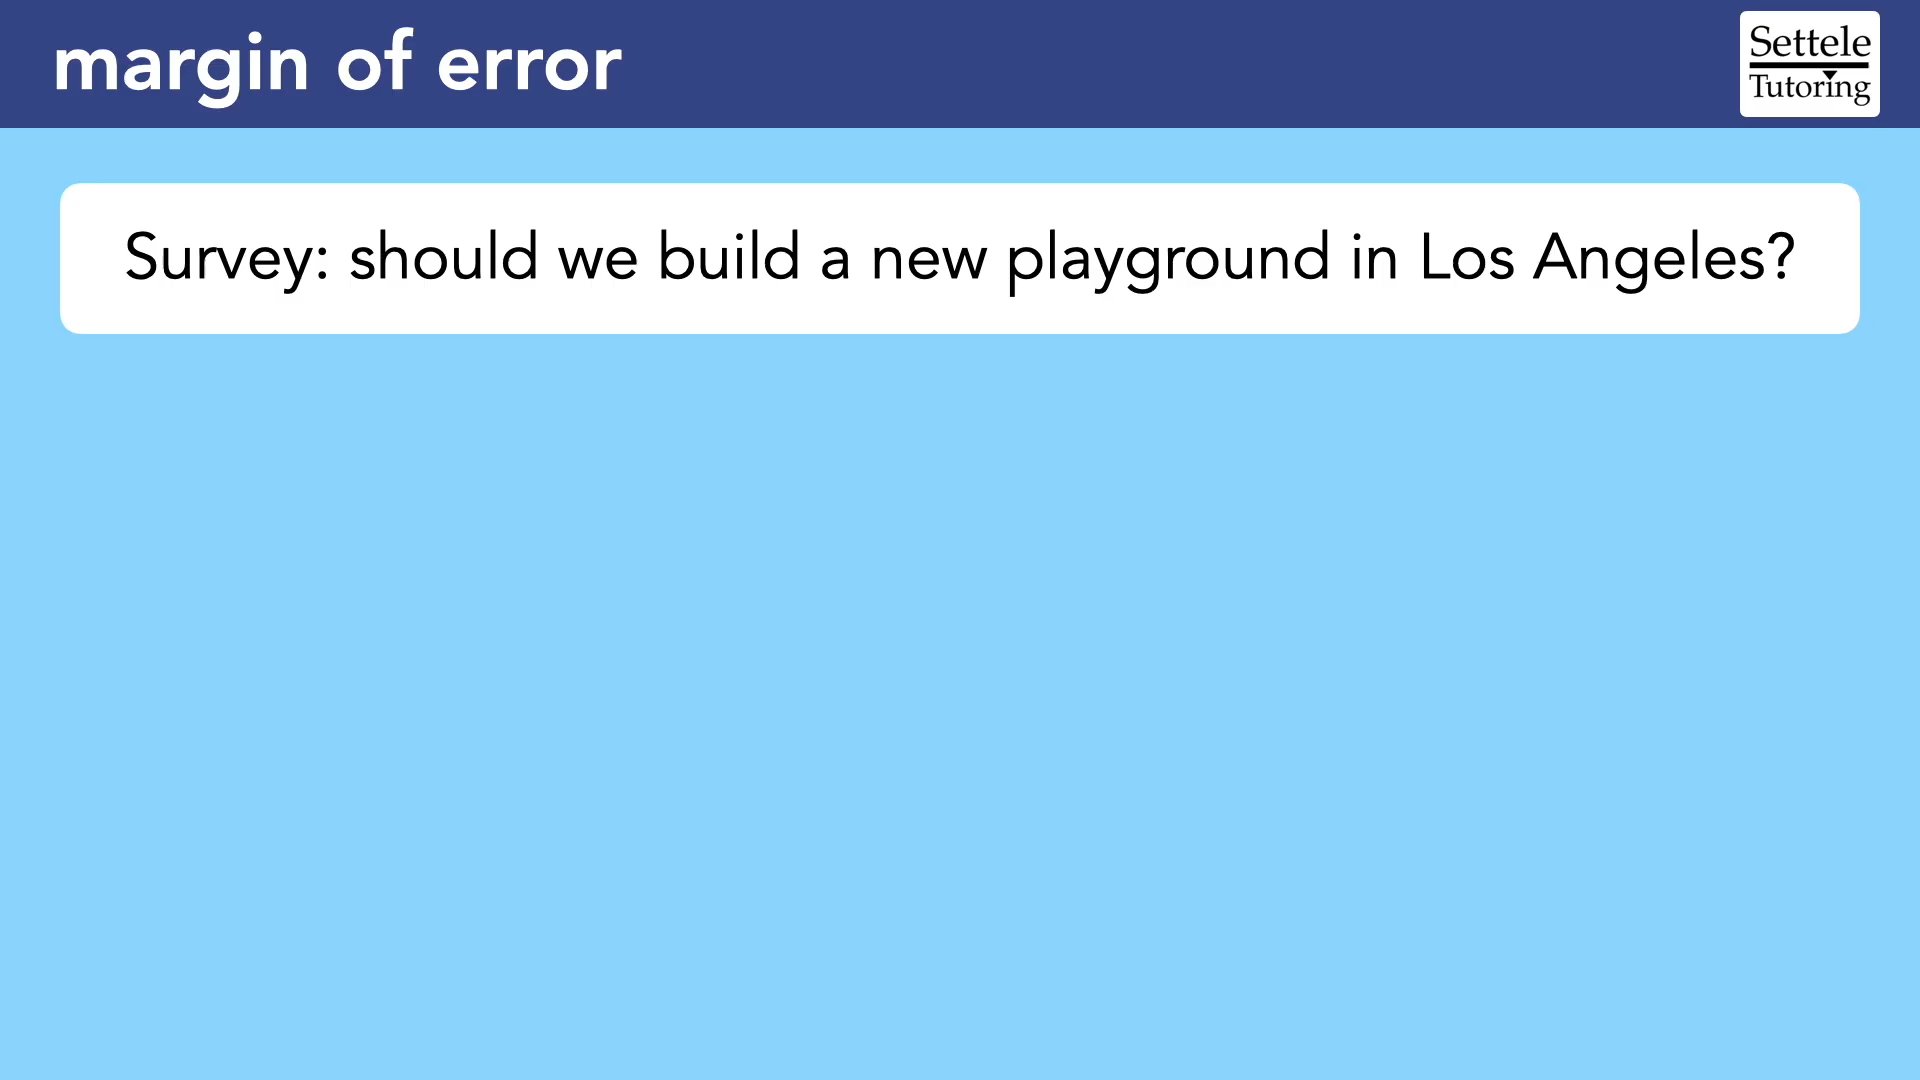 margin of error
Settele
Tutoring
Survey: should we build a new playground in Los Angeles?